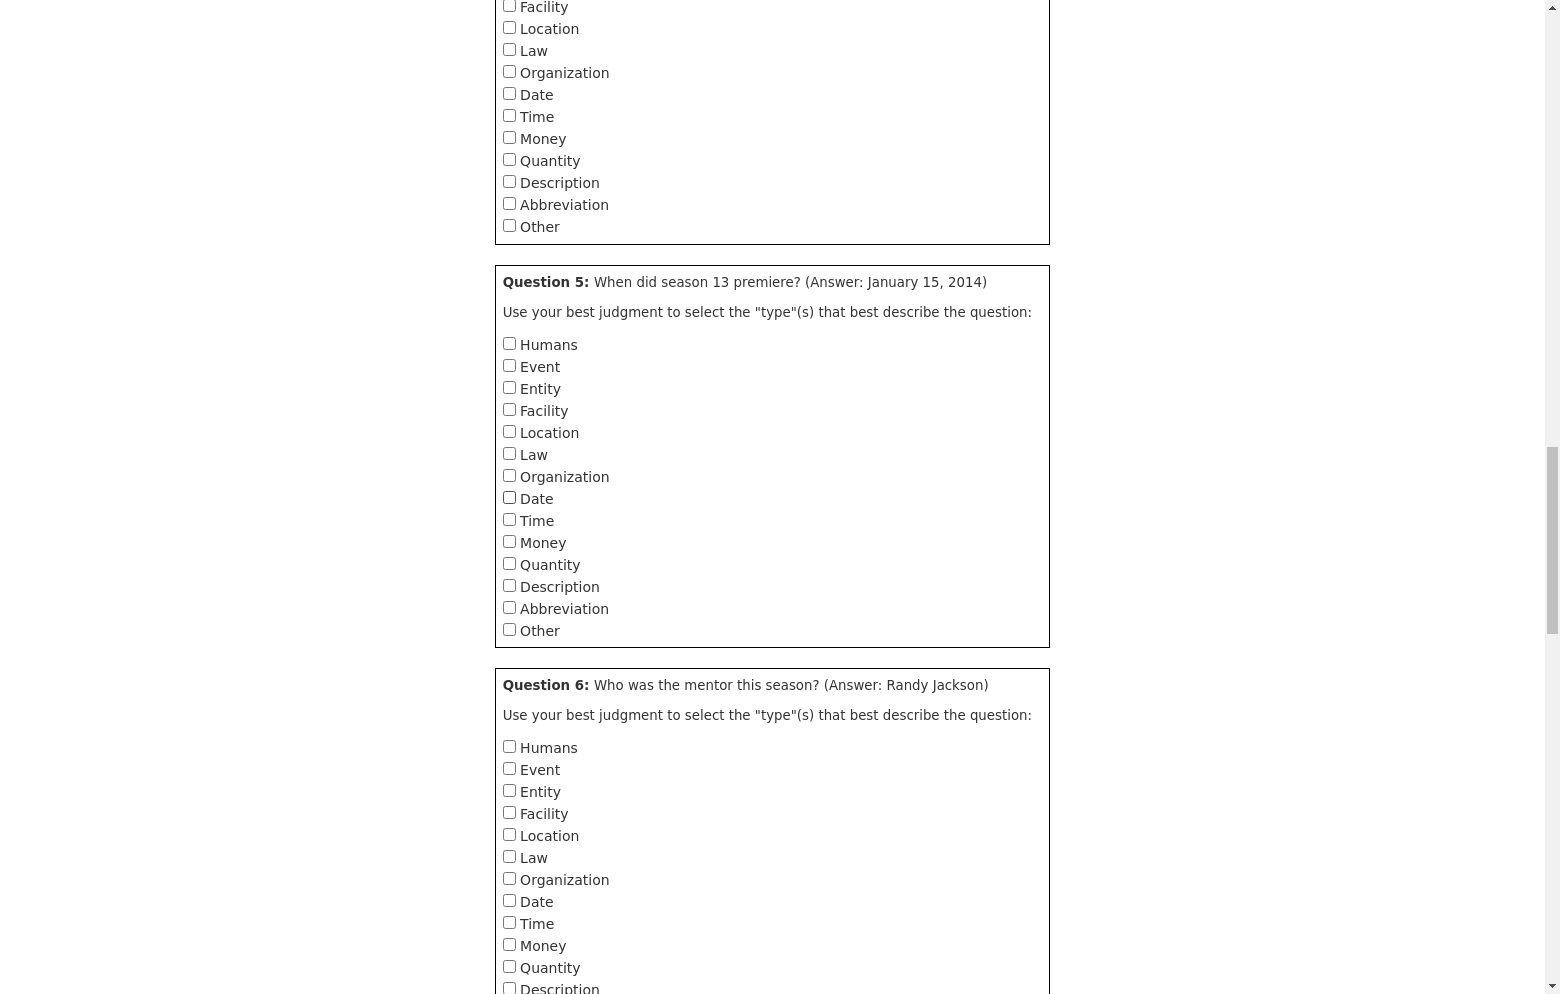 Facility
Location
Law
Organization
Date
Time
Money
Quantity
Description
Abbreviation
Other
Question 5: When did season 13 premiere? (Answer: January 15, 2014)
Use your best judgment to select the "type"(s) that best describe the question:
Humans
Event
Entity
Facility
Location
Law
Organization
Date
Time
Money
Quantity
Description
Abbreviation
Other
Question 6: Who was the mentor this season? (Answer: Randy Jackson)
Use your best judgment to select the "type"(s) that best describe the question:
Humans
Event
Entity
Facility
Location
Law
Organization
Date
Time
Money
Quantity
Description